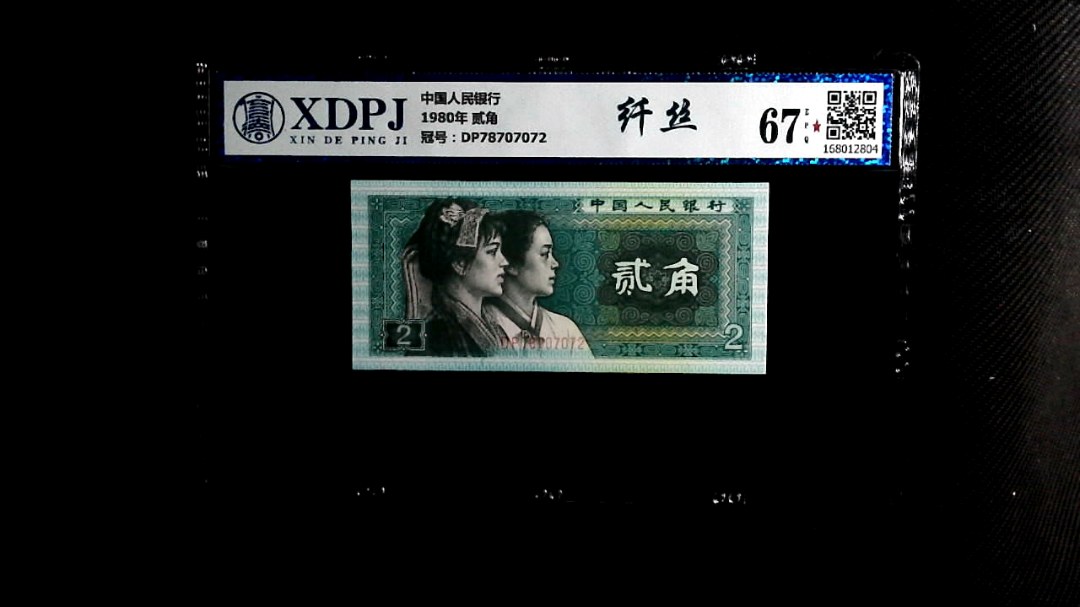 XDPJ
XIN DE PING JI
中国人民银行
1980年 贰角
冠号：DP78707072
纤丝
67
EPQ
★
168012804
中国人民银行
贰角
2
2